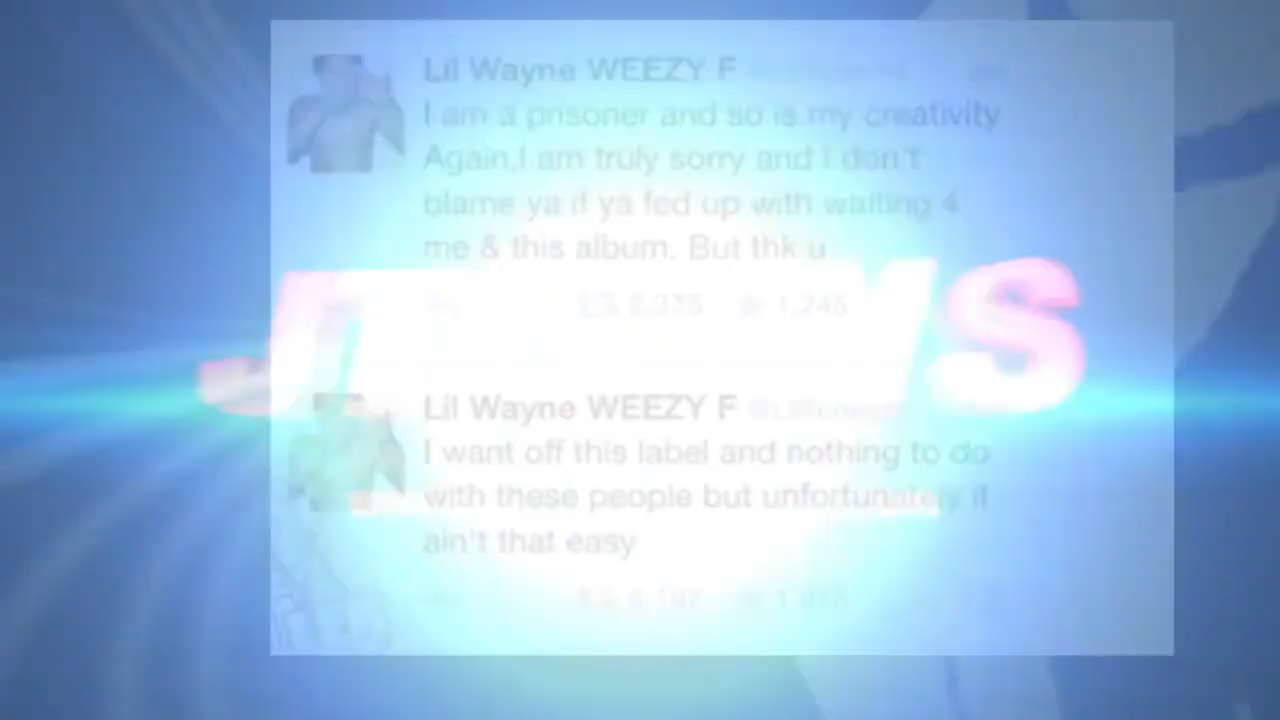 Lil Wayne WEEZY F
I am a prisoner and so is my creativity
Again.I am truly sorry and I don't
blame ya if ya fed up with waiting 4
me & this album. But thk u
1,745
Lil Wayne WEEZY F
I want off this label and nothing to do
with these people but unfortunately it
ain't that easy